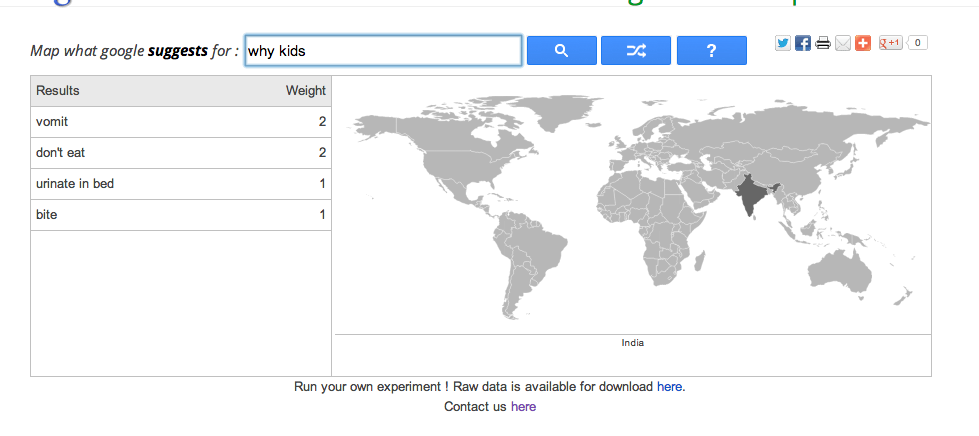 Map what google suggests for : why kids
?
+1 0
Results Weight
vomit 2
don't eat 2
urinate in bed 1
bite 1
India
Run your own experiment ! Raw data is available for download here.
Contact us here